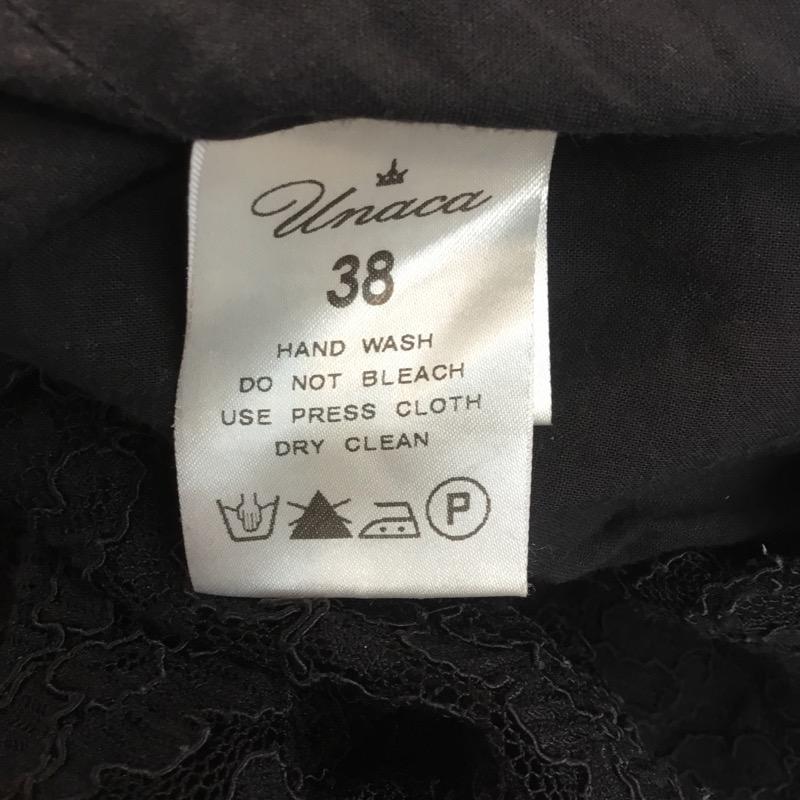 Unaca
38
HAND WASH
DO NOT BLEACH
USE PRESS CLOTH
DRY CLEAN
P